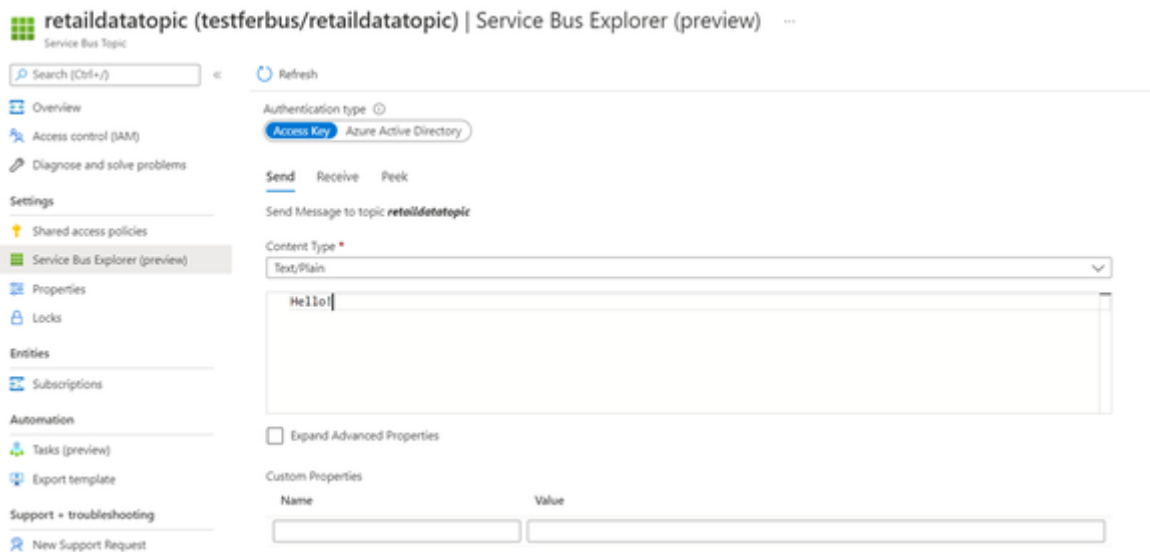 retaildatatopic (testferbus/retaildatatopic) | Service Bus Explorer (preview) ...
Service Bus Topic
Search (Ctrl+/)
«
Refresh
Overview
Access control (IAM)
Diagnose and solve problems
Settings
Shared access policies
Service Bus Explorer (preview)
Properties
Locks
Entities
Subscriptions
Automation
Tasks (preview)
Export template
Support + troubleshooting
New Support Request
Authentication type
Access Key Azure Active Directory
Send Receive Peek
Send Message to topic retaildatatopic
Content Type *
Text/Plain
Hello!
Expand Advanced Properties
Custom Properties
Name Value